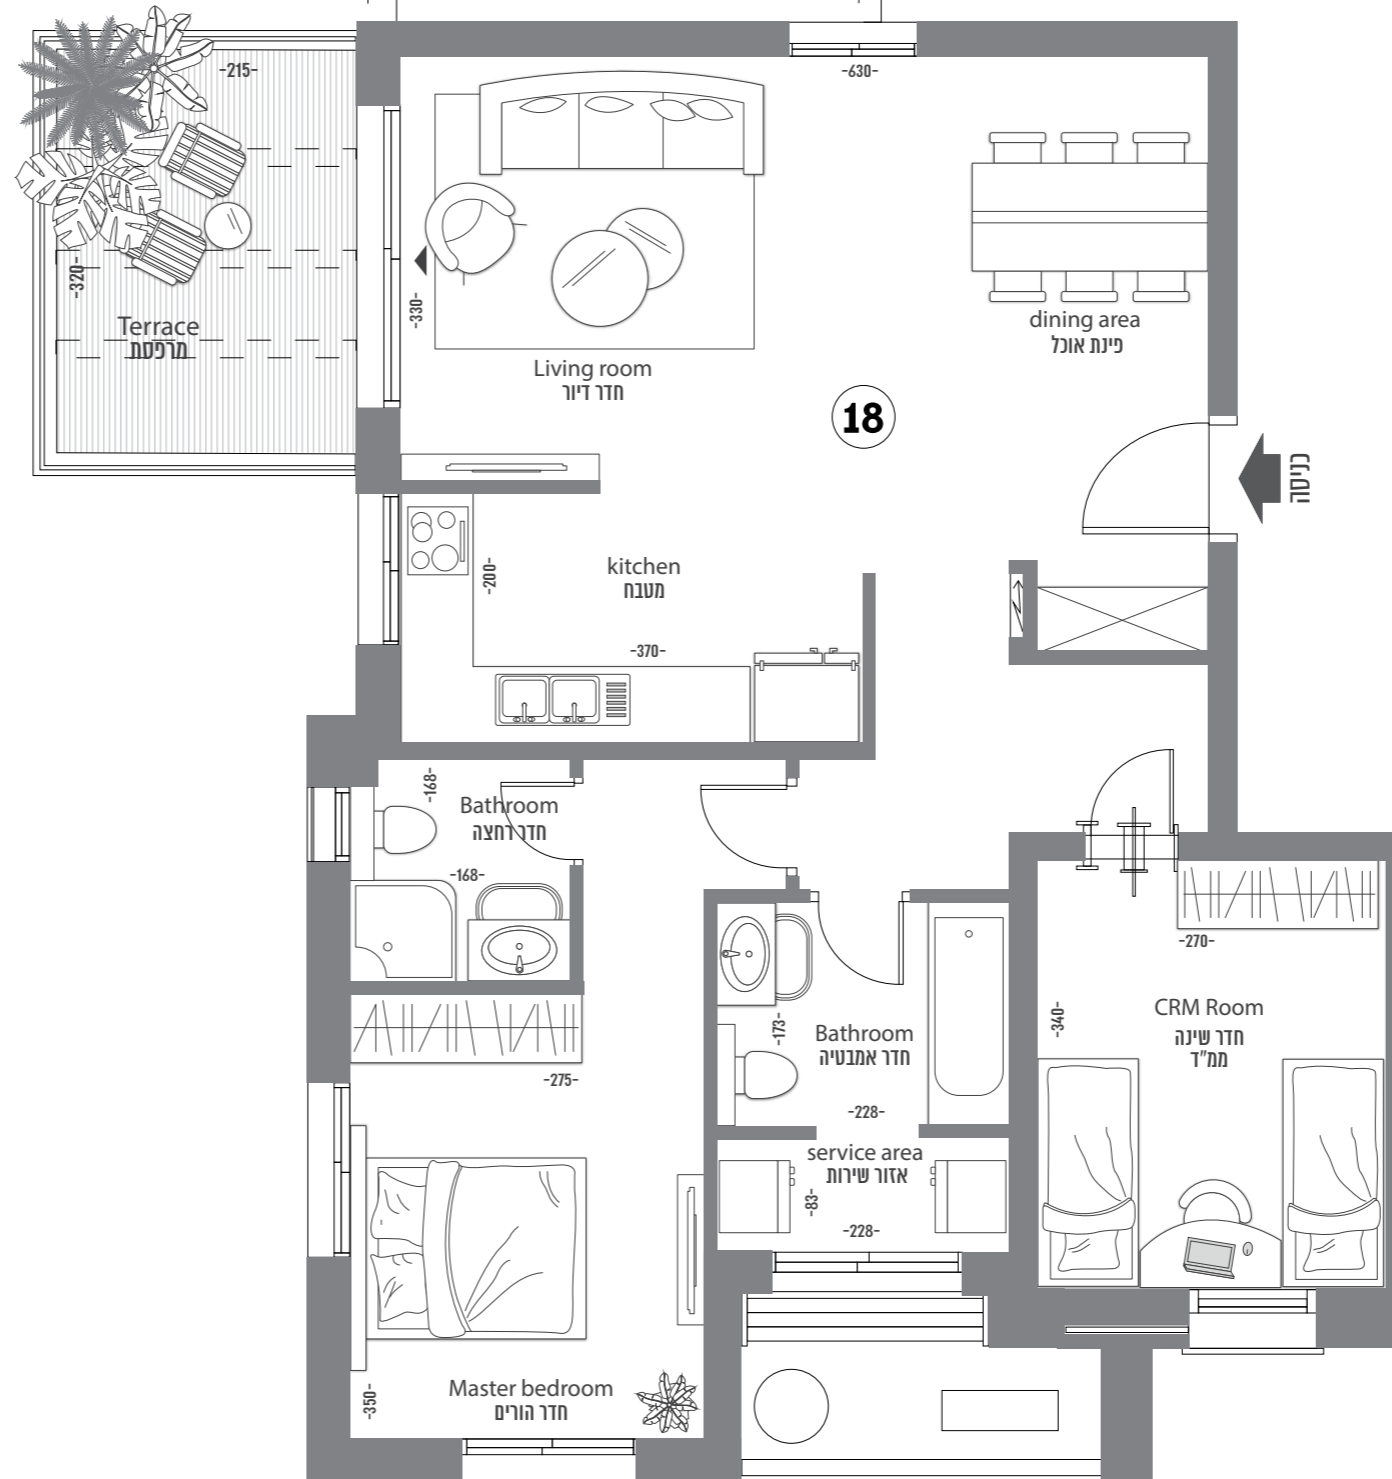 -215-
-630-
-320-
-330-
Terrace
מרפסת
Living room
חדר דיור
dining area
פינת אוכל
18
כניסה
kitchen
מטבח
-200-
-370-
-168-
Bathroom
חדר רחצה
-168-
-270-
-340-
CRM Room
חדר שינה
ממ"ד
-173-
Bathroom
חדר אמבטיה
-228-
-275-
service area
אזור שירות
-83-
-228-
Master bedroom
חדר הורים
-350-